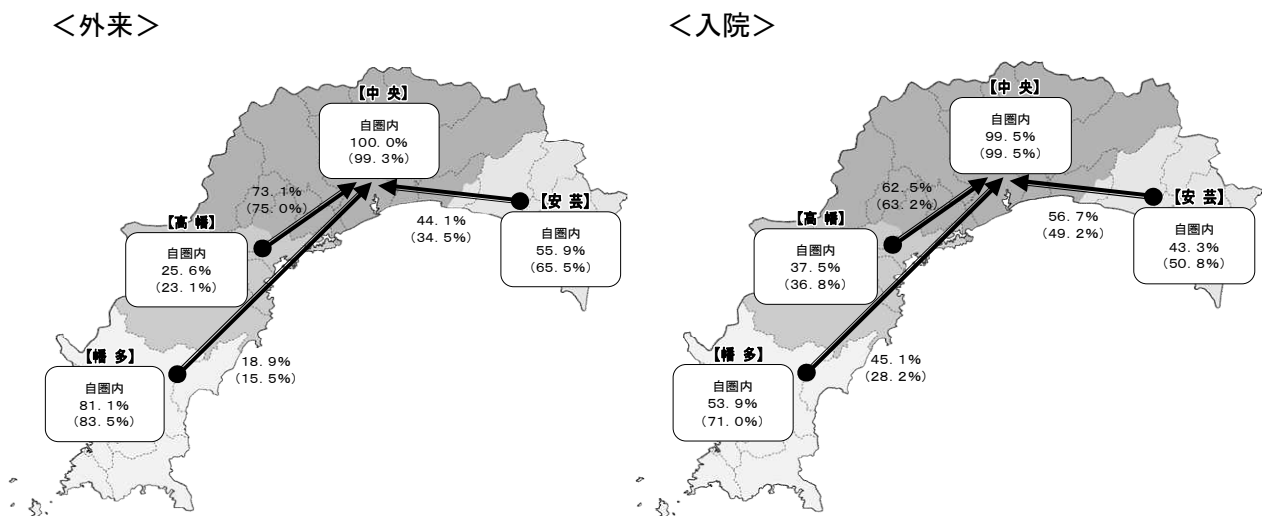 ＜外来＞
【中 央】
自圏内
100. 0%
(99. 3%)
73. 1%
(75. 0%)
【高 幡】
自圏内
25. 6%
(23. 1%)
44. 1%
(34. 5%)
【安 芸】
自圏内
55. 9%
(65. 5%)
【幡 多】
自圏内
81. 1%
(83. 5%)
18. 9%
(15. 5%)
＜入院＞
【中 央】
自圏内
99. 5%
(99. 5%)
62. 5%
(63. 2%)
【高 幡】
自圏内
37. 5%
(36. 8%)
56. 7%
(49. 2%)
【安 芸】
自圏内
43. 3%
(50. 8%)
【幡 多】
自圏内
53. 9%
(71. 0%)
45. 1%
(28. 2%)